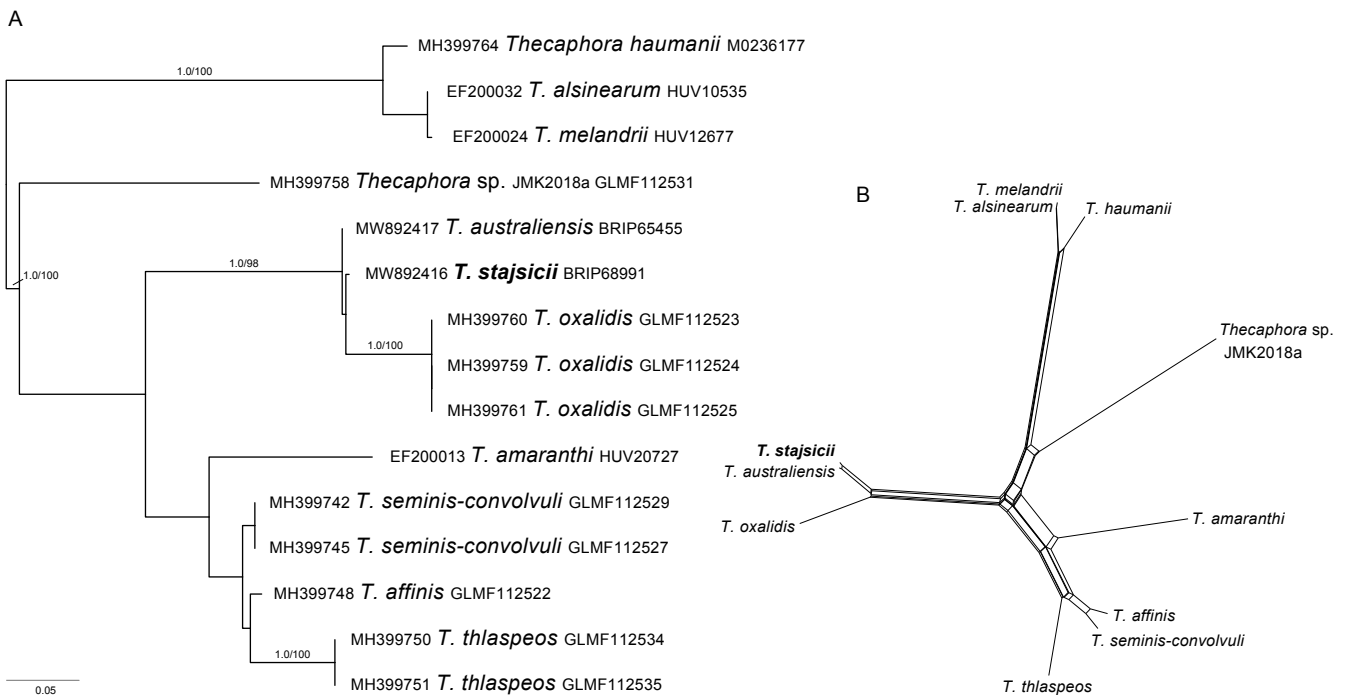 A
MH399764 Thecaphora haumanii M0236177
1.0/100
EF200032 T. alsinearum HUV10535
EF200024 T. melandrii HUV12677
MH399758 Thecaphora sp. JMK2018a GLMF112531
MW892417 T. australiensis BRIP65455
1.0/98
MW892416 T. stajsicii BRIP68991
1.0/100
MH399760 T. oxalidis GLMF112523
1.0/100
MH399759 T. oxalidis GLMF112524
MH399761 T. oxalidis GLMF112525
EF200013 T. amaranthi HUV20727
MH399742 T. seminis-convolvuli GLMF112529
MH399745 T. seminis-convolvuli GLMF112527
MH399748 T. affinis GLMF112522
MH399750 T. thlaspeos GLMF112534
1.0/100
MH399751 T. thlaspeos GLMF112535
0.05
B
T. melandrii
T. alsinearum
T. haumanii
Thecaphora sp.
JMK2018a
T. stajsicii
T. australiensis
T. oxalidis
T. amaranthi
T. affinis
T. seminis-convolvuli
T. thlaspeos